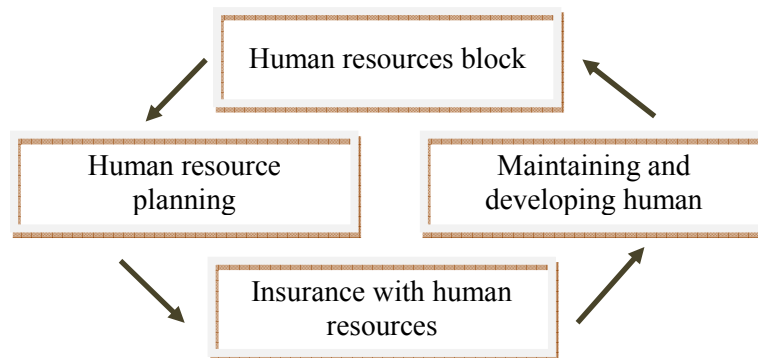 Human resources block
Human resource
planning
Maintaining and
developing human
Insurance with human
resources